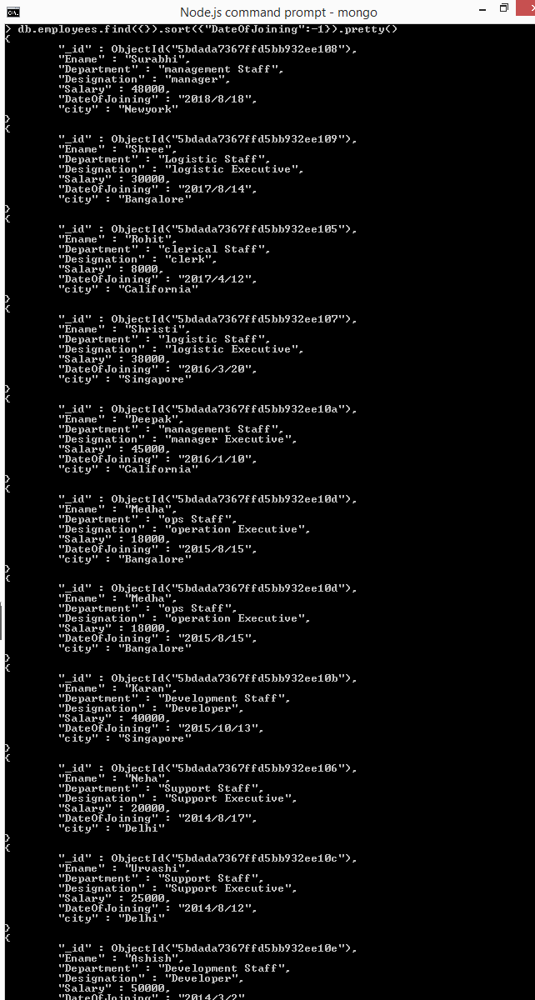 Node.js command prompt - mongo
> db.employees.find({}).sort({"DateOfJoining":-1}).pretty()
{
"_id" : ObjectId("5bdada7367ffd5bb932ee108"),
"Ename" : "Surabhi",
"Department" : "management Staff",
"Designation" : "manager",
"Salary" : 48000,
"DateOfJoining" : "2018/8/18",
"city" : "Newyork"
}
{
"_id" : ObjectId("5bdada7367ffd5bb932ee109"),
"Ename" : "Shree",
"Department" : "Logistic Staff",
"Designation" : "logistic Executive",
"Salary" : 30000,
"DateOfJoining" : "2017/8/14",
"city" : "Bangalore"
}
{
"_id" : ObjectId("5bdada7367ffd5bb932ee105"),
"Ename" : "Rohit",
"Department" : "clerical Staff",
"Designation" : "clerk",
"Salary" : 8000,
"DateOfJoining" : "2017/4/12",
"city" : "California"
}
{
"_id" : ObjectId("5bdada7367ffd5bb932ee107"),
"Ename" : "Shristi",
"Department" : "logistic Staff",
"Designation" : "logistic Executive",
"Salary" : 38000,
"DateOfJoining" : "2016/3/20",
"city" : "Singapore"
}
{
"_id" : ObjectId("5bdada7367ffd5bb932ee10a"),
"Ename" : "Deepak",
"Department" : "management Staff",
"Designation" : "manager Executive",
"Salary" : 45000,
"DateOfJoining" : "2016/1/10",
"city" : "California"
}
{
"_id" : ObjectId("5bdada7367ffd5bb932ee10d"),
"Ename" : "Medha",
"Department" : "ops Staff",
"Designation" : "operation Executive",
"Salary" : 18000,
"DateOfJoining" : "2015/8/15",
"city" : "Bangalore"
}
{
"_id" : ObjectId("5bdada7367ffd5bb932ee10d"),
"Ename" : "Medha",
"Department" : "ops Staff",
"Designation" : "operation Executive",
"Salary" : 18000,
"DateOfJoining" : "2015/8/15",
"city" : "Bangalore"
}
{
"_id" : ObjectId("5bdada7367ffd5bb932ee10b"),
"Ename" : "Karan",
"Department" : "Development Staff",
"Designation" : "Developer",
"Salary" : 40000,
"DateOfJoining" : "2015/10/13",
"city" : "Singapore"
}
{
"_id" : ObjectId("5bdada7367ffd5bb932ee106"),
"Ename" : "Neha",
"Department" : "Support Staff",
"Designation" : "Support Executive",
"Salary" : 20000,
"DateOfJoining" : "2014/8/17",
"city" : "Delhi"
}
{
"_id" : ObjectId("5bdada7367ffd5bb932ee10c"),
"Ename" : "Urvashi",
"Department" : "Support Staff",
"Designation" : "Support Executive",
"Salary" : 25000,
"DateOfJoining" : "2014/8/12",
"city" : "Delhi"
}
{
"_id" : ObjectId("5bdada7367ffd5bb932ee10e"),
"Ename" : "Ashish",
"Department" : "Development Staff",
"Designation" : "Developer",
"Salary" : 50000,
"DateOfJoining" : "2014/3/2"